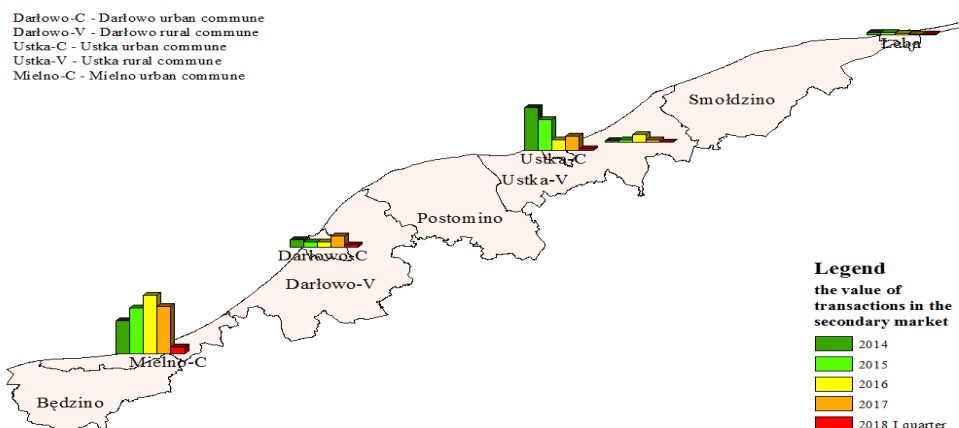 Darłowo-C - Darłowo urban commune
Darłowo-V - Darłowo rural commune
Ustka-C - Ustka urban commune
Ustka-V - Ustka rural commune
Mielno-C - Mielno urban commune
Łeba
Smołdzino
Ustka-C
Ustka-V
Postomino
Darłowo-C
Darłowo-V
Mielno-C
Będzino
Legend
the value of
transactions in the
secondary market
2014
2015
2016
2017
2018 I quarter